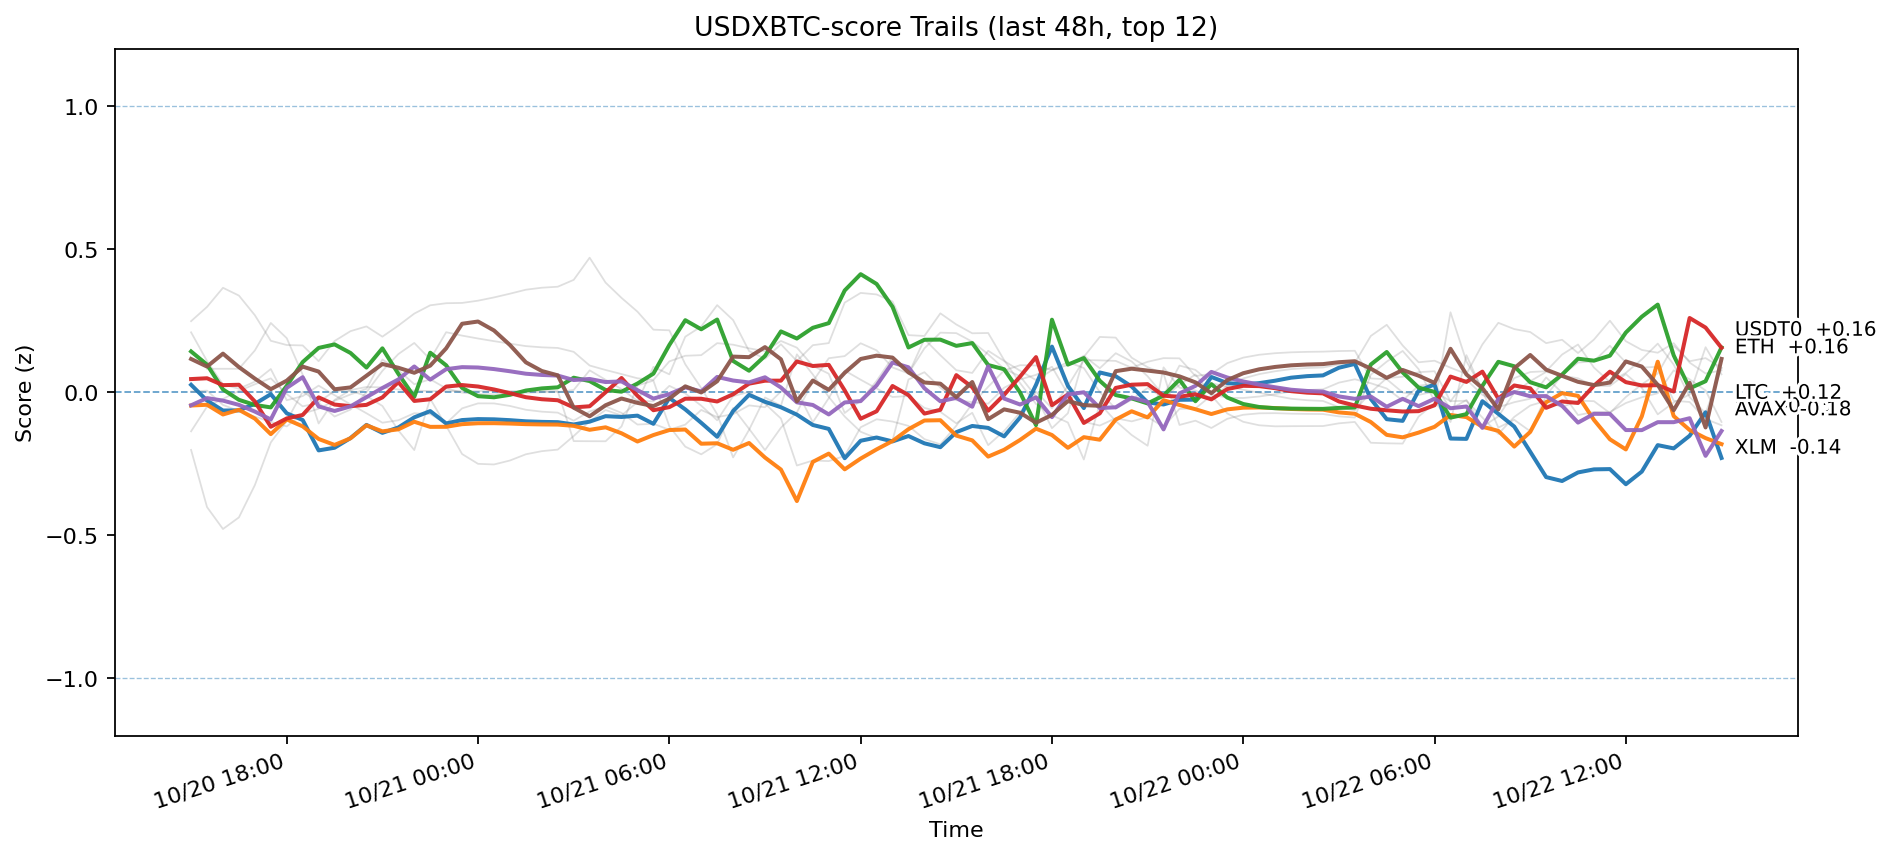 USDXBTC-score Trails (last 48h, top 12)
Score (z)
1.0
0.5
0.0
−0.5
−1.0
USDT0 +0.16
ETH +0.16
LTC +0.12
AVAX -0.18
XLM -0.14
10/20 18:00
10/21 00:00
10/21 06:00
10/21 12:00
10/21 18:00
10/22 00:00
10/22 06:00
10/22 12:00
Time